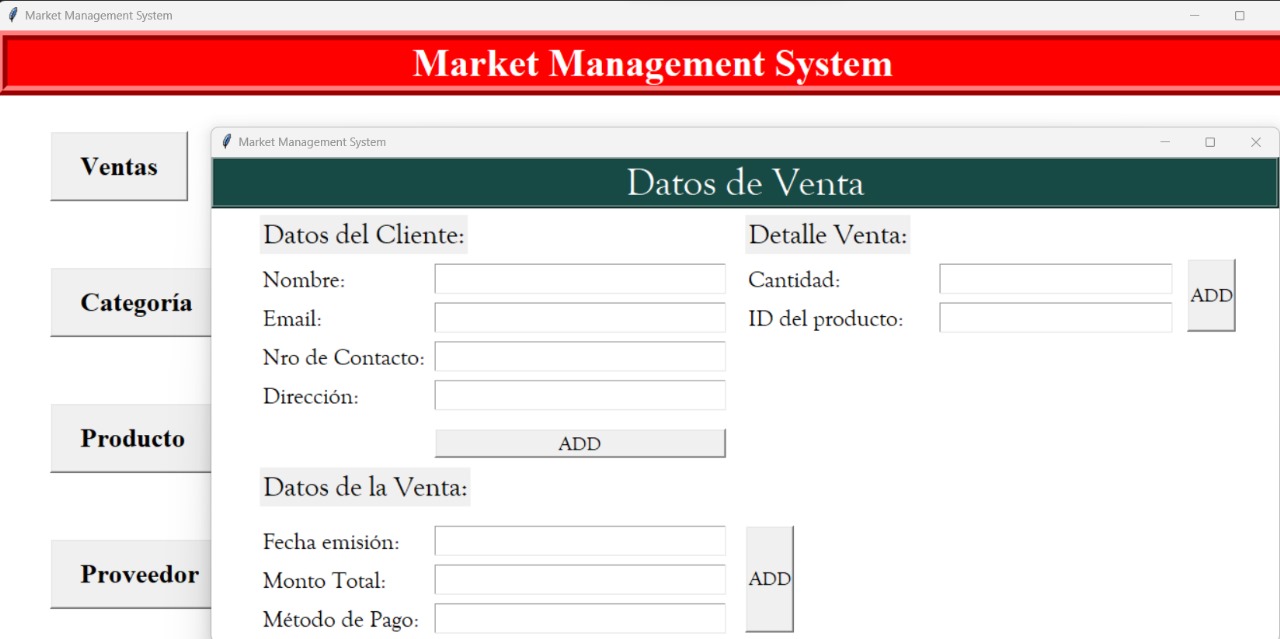 Market Management System
Market Management System
Ventas
Categoría
Producto
Proveedor
Market Management System
Datos de Venta
Datos del Cliente:
Nombre:
Email:
Nro de Contacto:
Dirección:
ADD
Detalle Venta:
Cantidad:
ID del producto:
ADD
Datos de la Venta:
Fecha emisión:
Monto Total:
Método de Pago:
ADD